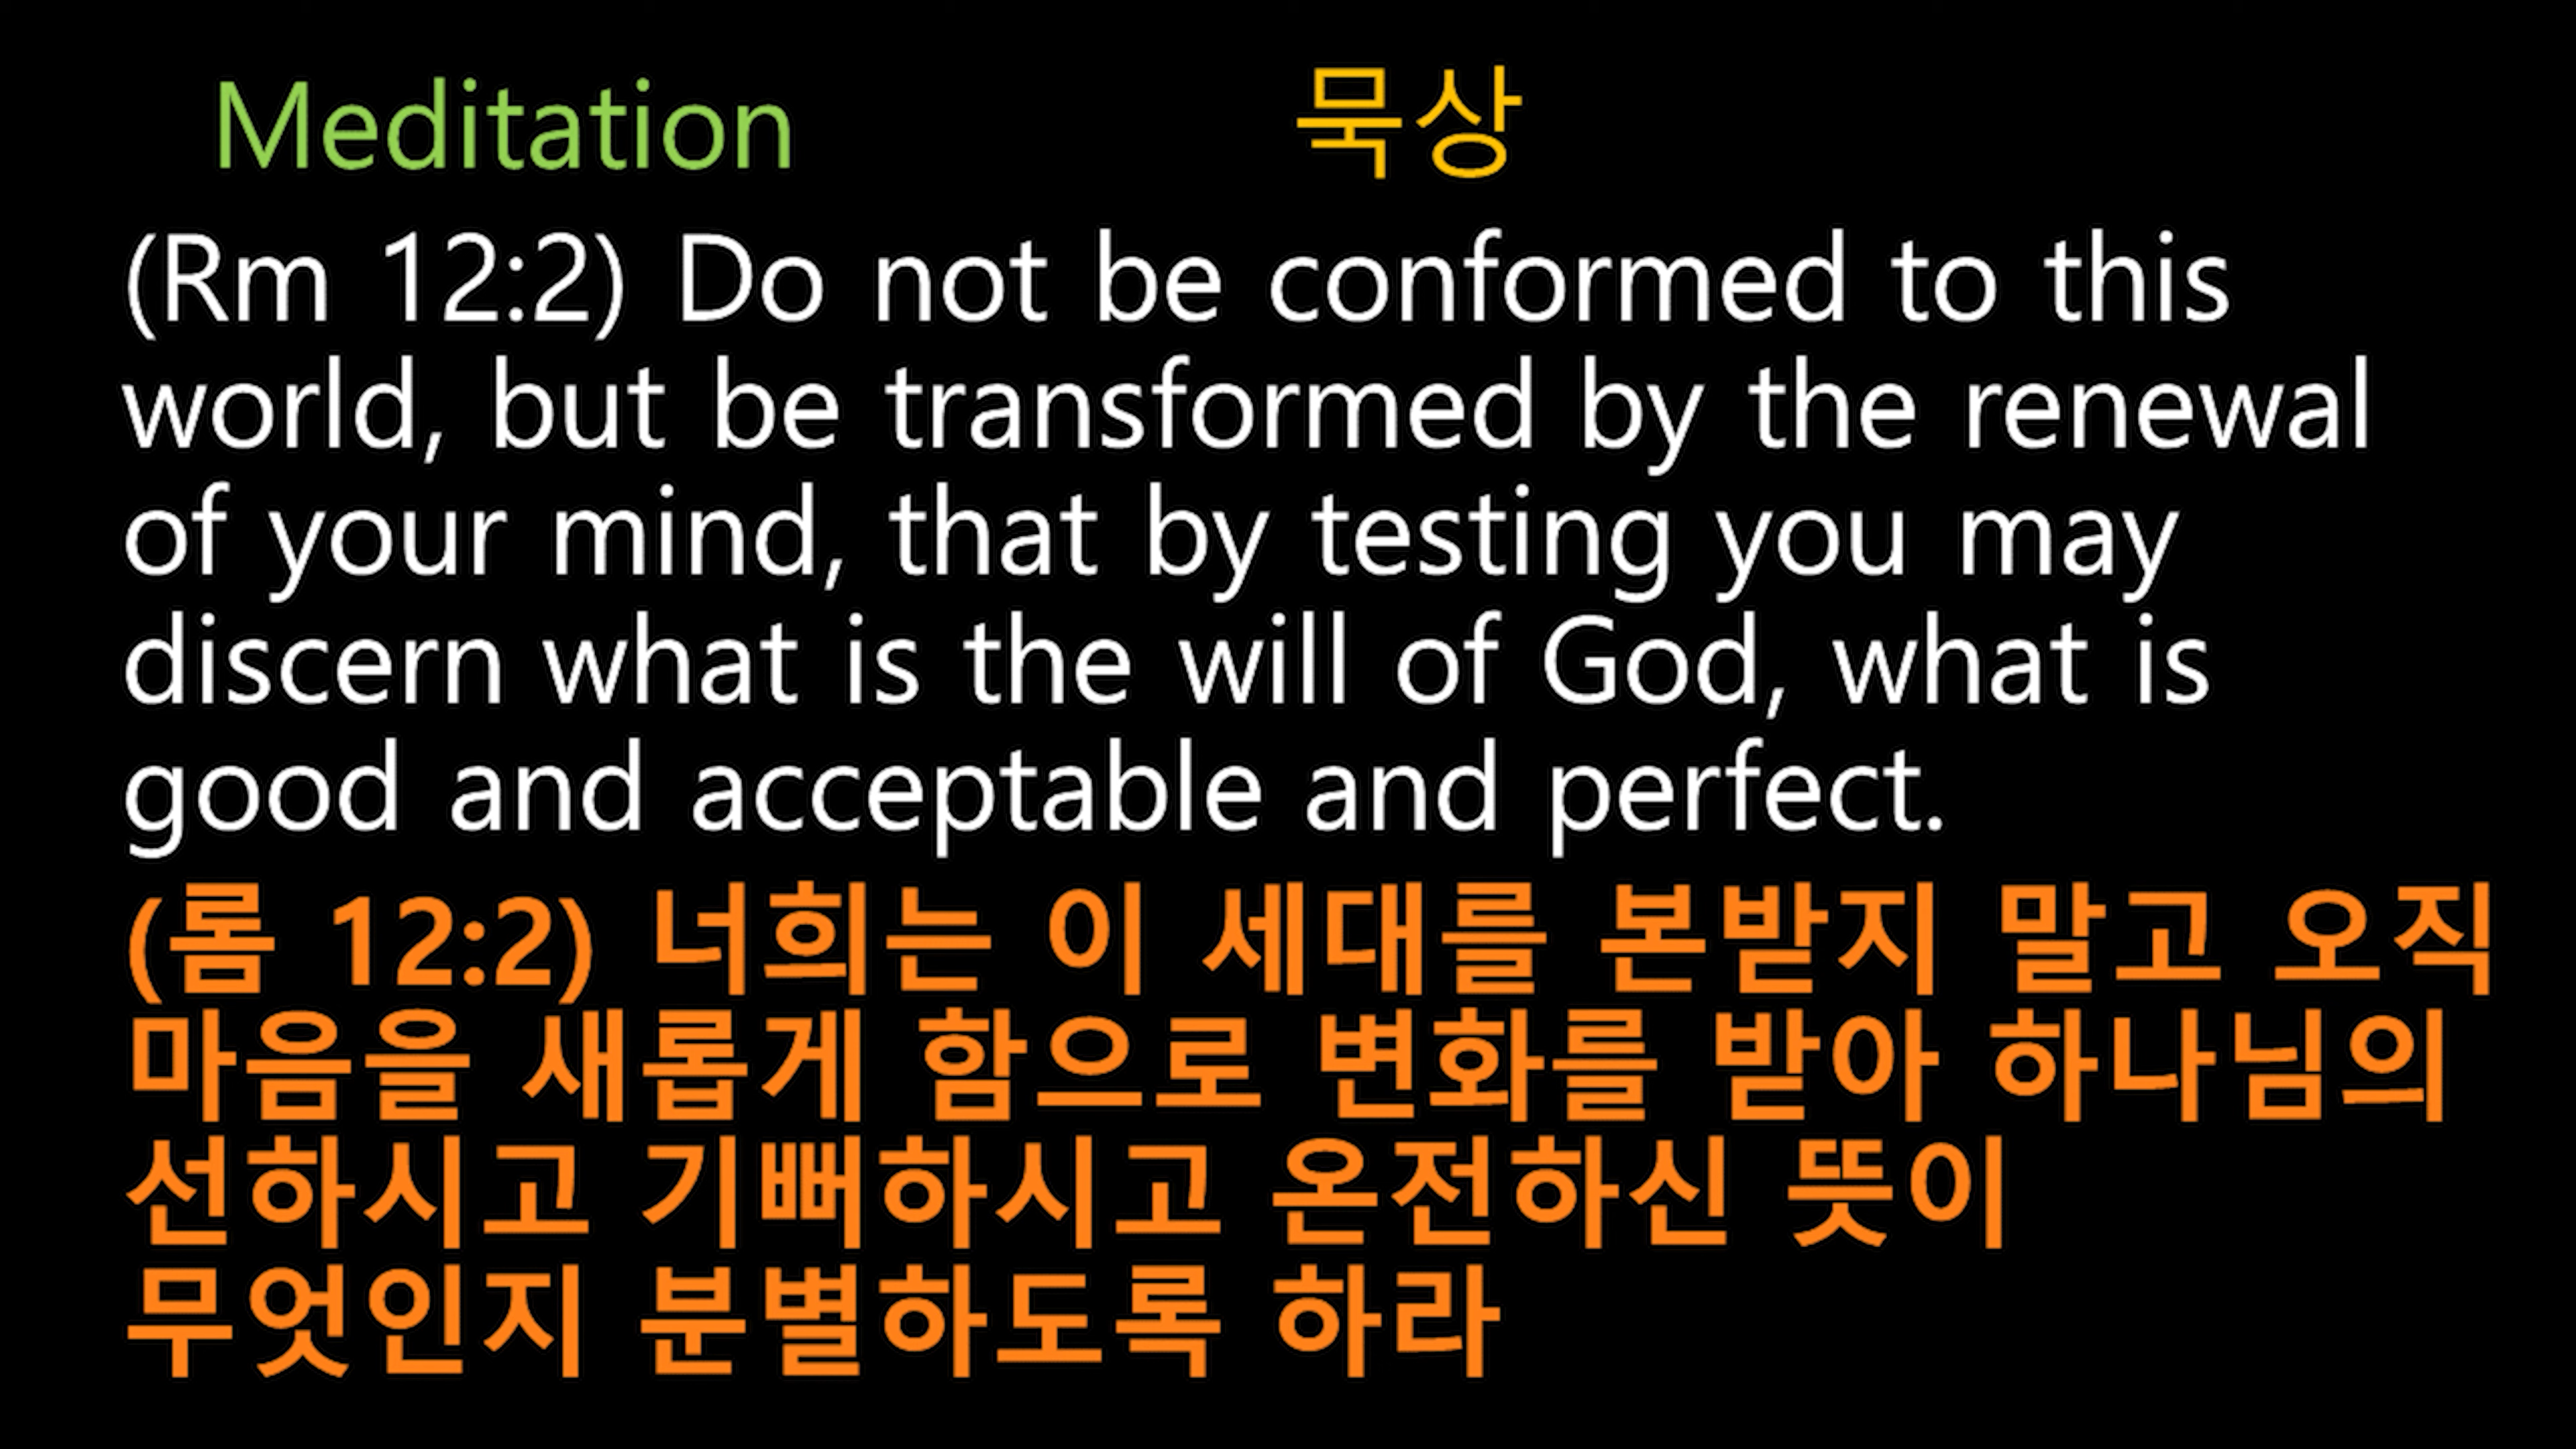 Meditation 묵상
(Rm 12:2) Do not be conformed to this
world, but be transformed by the renewal
of your mind, that by testing you may
discern what is the will of God, what is
good and acceptable and perfect.
(롬 12:2) 너희는 이 세대를 본받지 말고 오직
마음을 새롭게 함으로 변화를 받아 하나님의
선하시고 기뻐하시고 온전하신 뜻이
무엇인지 분별하도록 하라